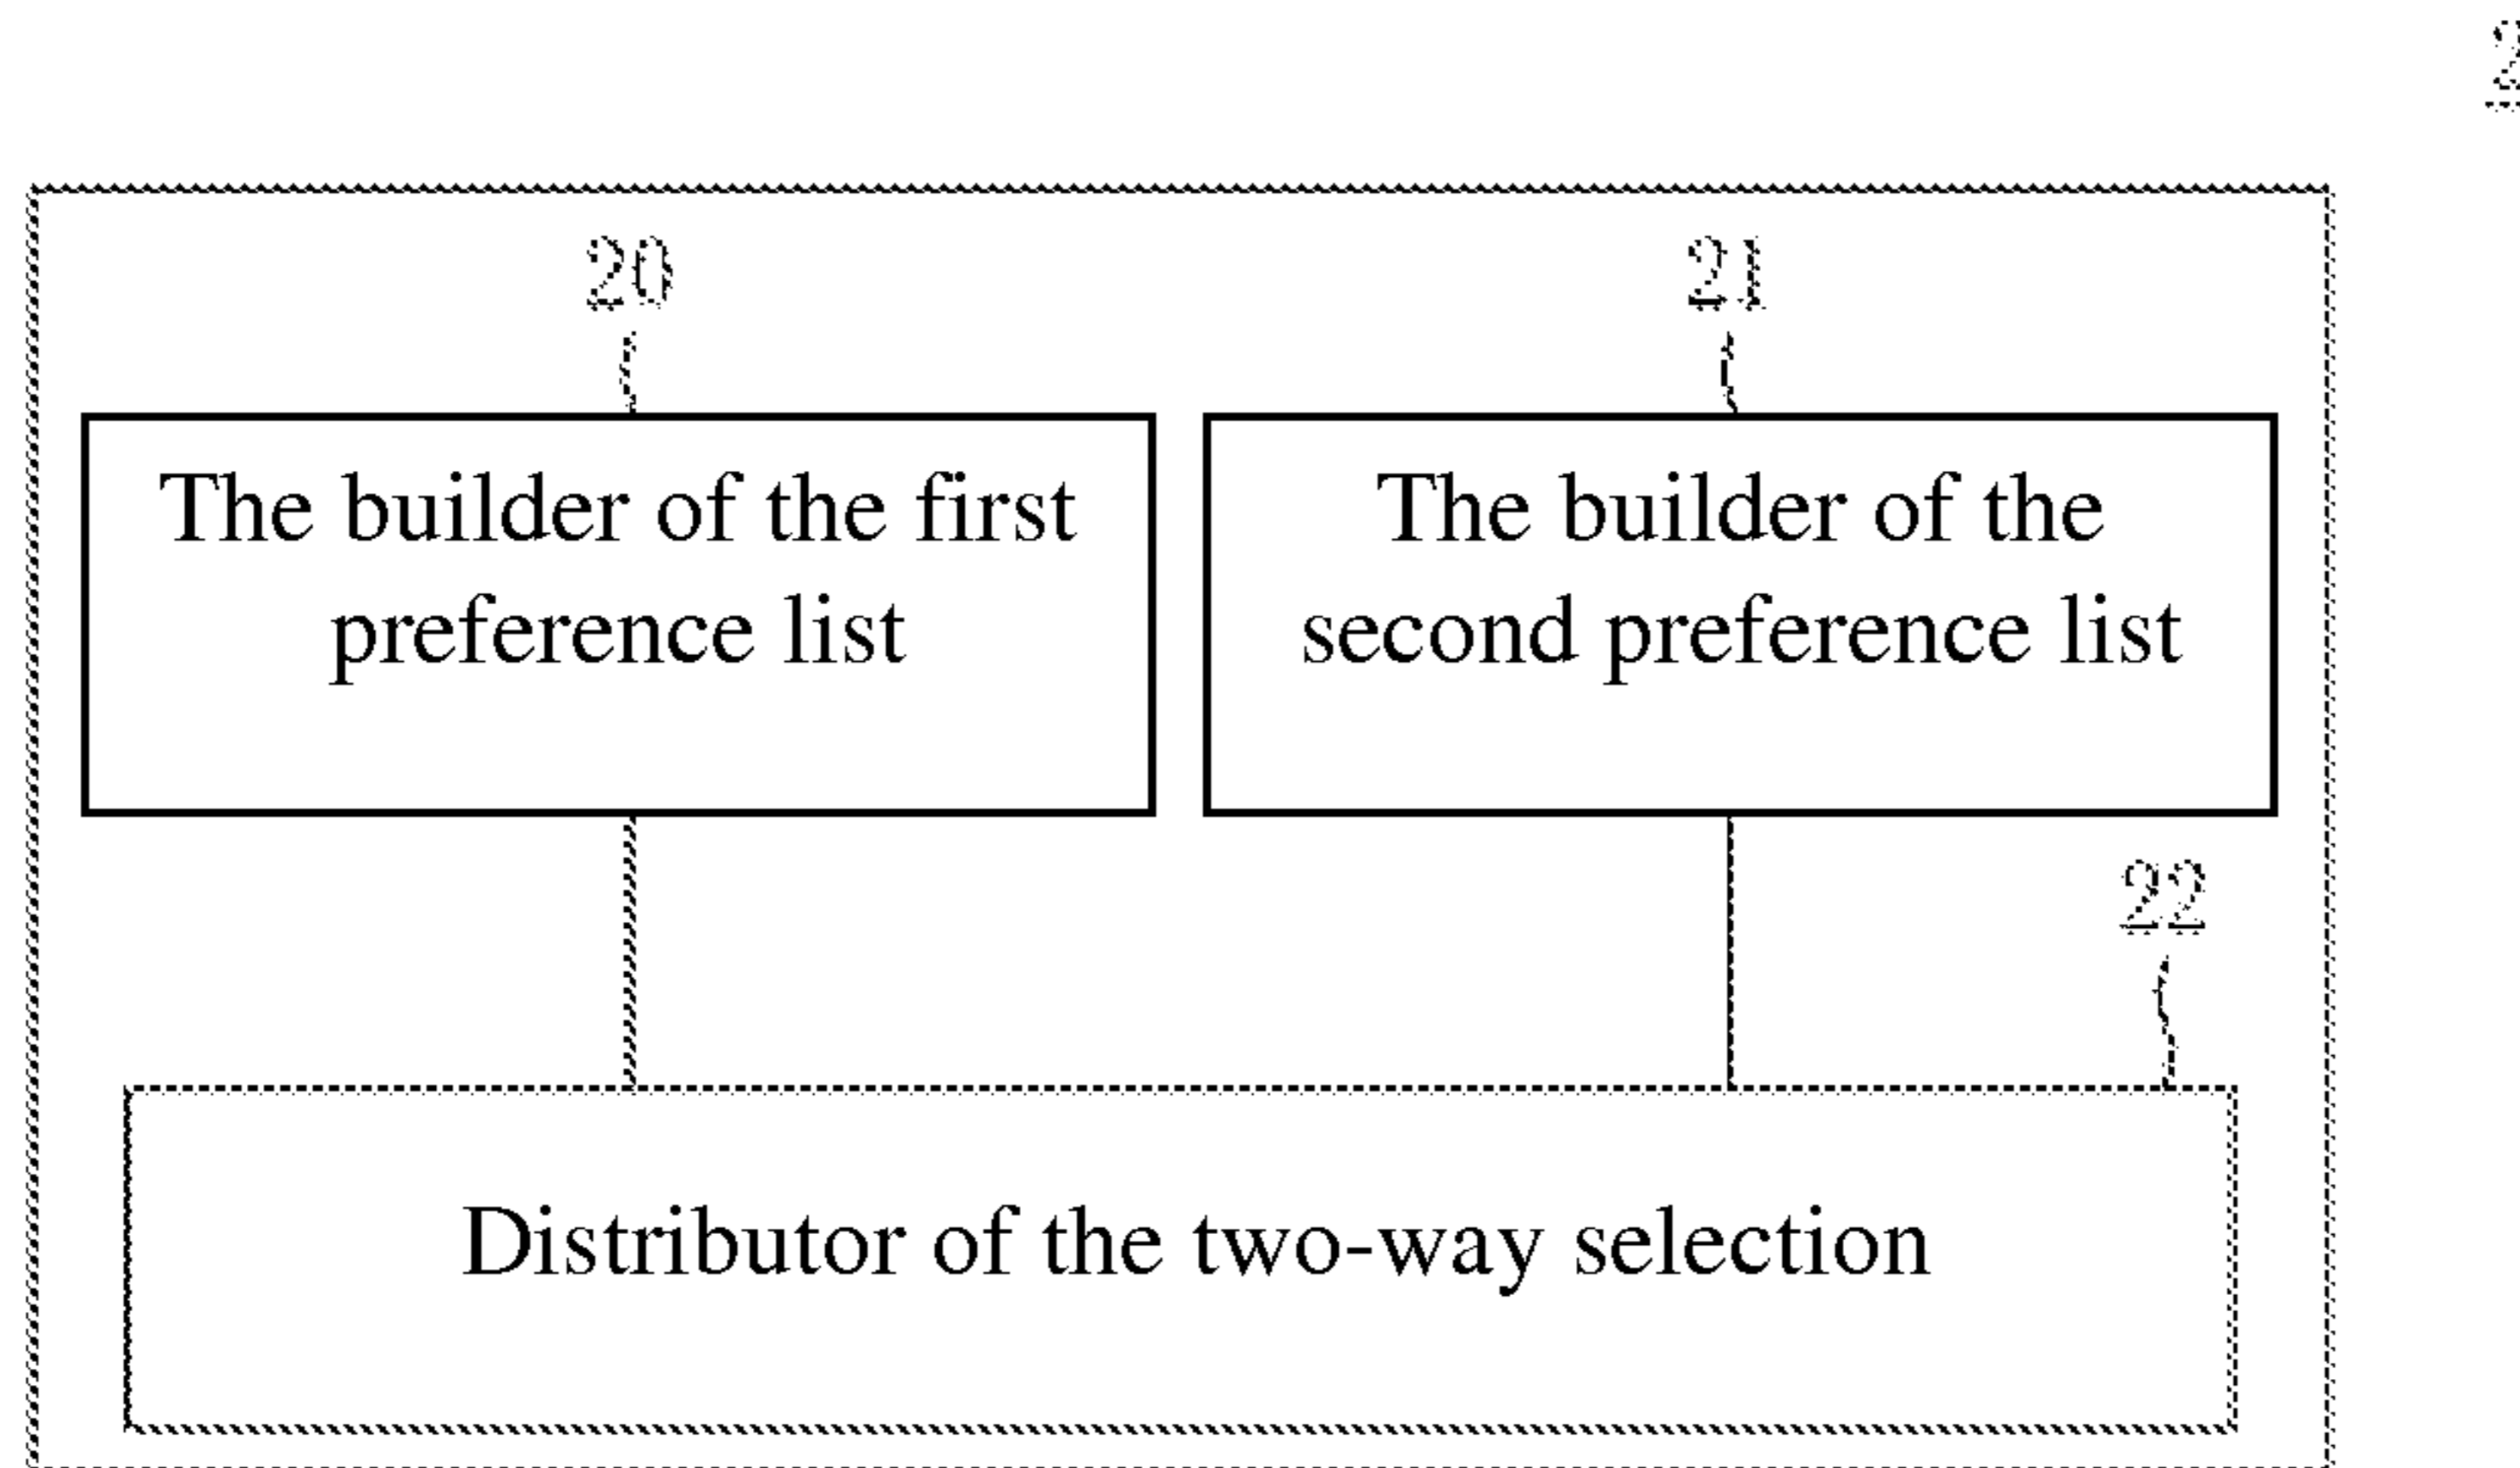 2
20
21
The builder of the first
preference list
The builder of the
second preference list
22
Distributor of the two-way selection